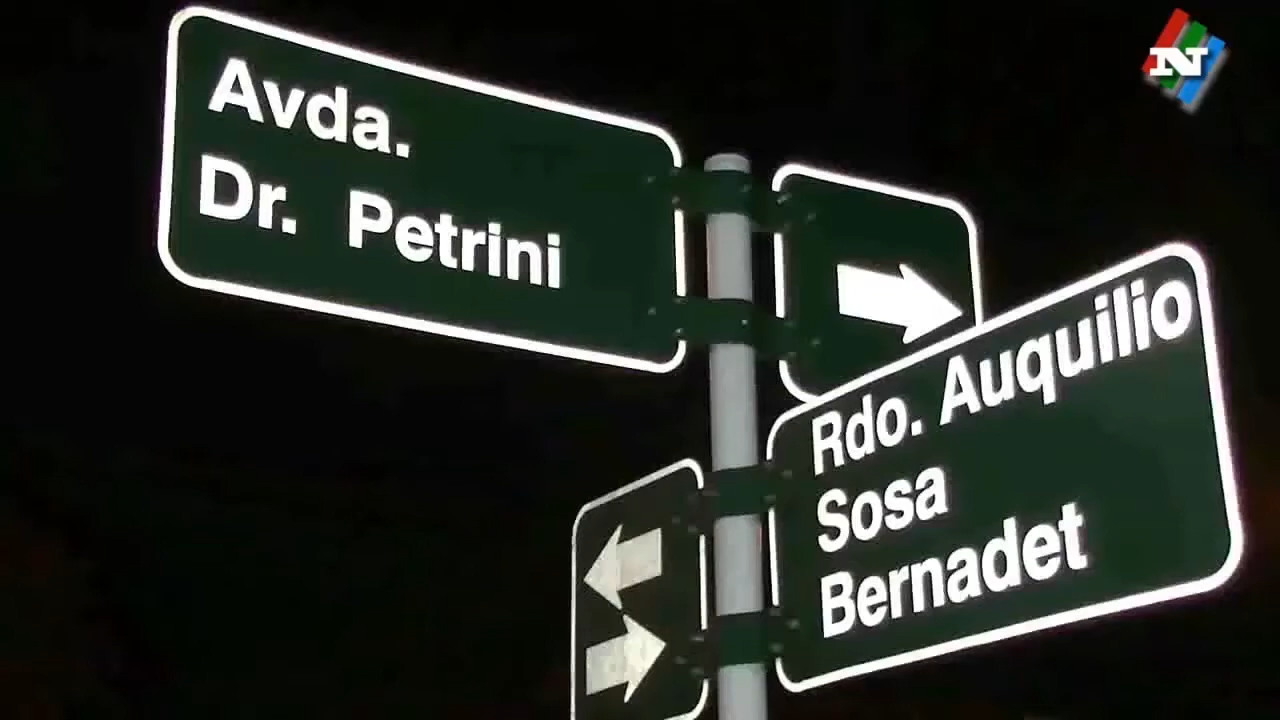 Avda.
Dr. Petrini
Rdo. Auquilio
Sosa
Bernadet
N